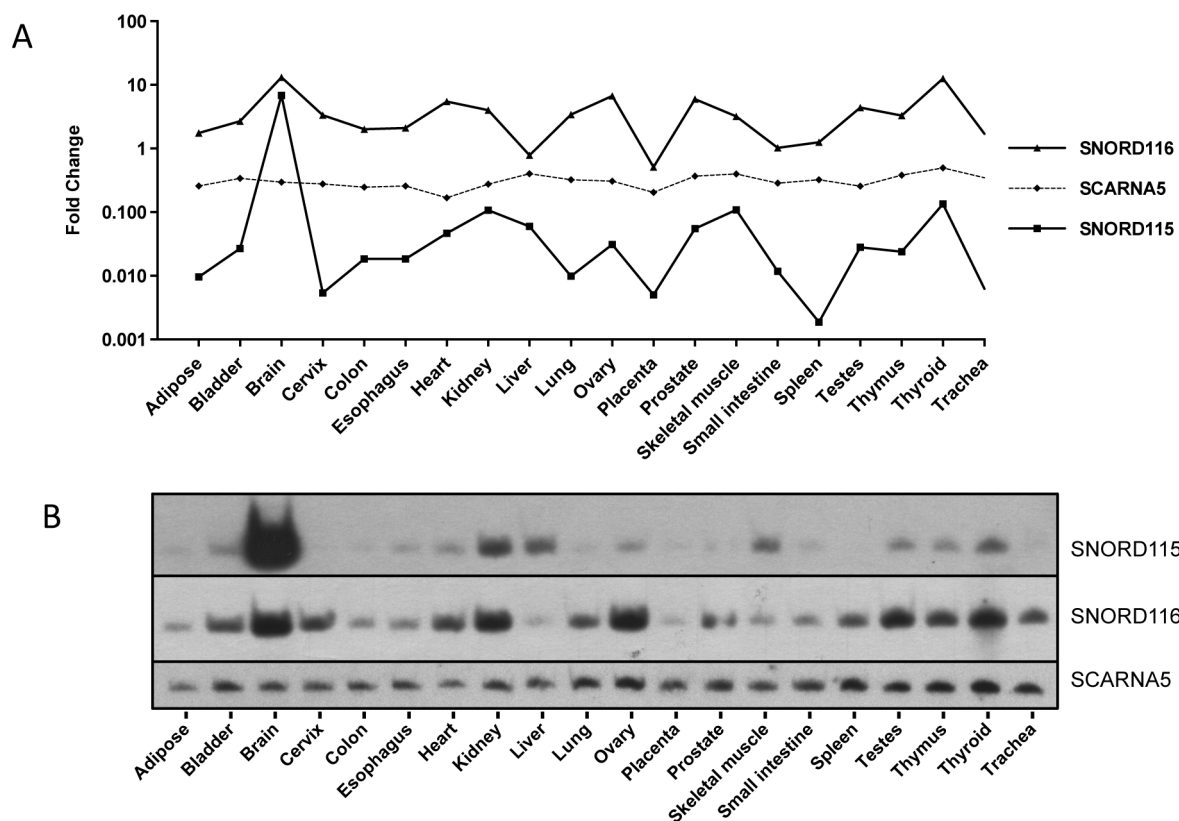 A
100
10
1
0.100
0.010
0.001
Fold Change
SNORD116
SCARNA5
SNORD115
Adipose
Bladder
Brain
Cervix
Colon
Esophagus
Heart
Kidney
Liver
Lung
Ovary
Placenta
Prostate
Skeletal muscle
Small intestine
Spleen
Testes
Thymus
Thyroid
Trachea
B
SNORD115
SNORD116
SCARNA5
Adipose
Bladder
Brain
Cervix
Colon
Esophagus
Heart
Kidney
Liver
Lung
Ovary
Placenta
Prostate
Skeletal muscle
Small intestine
Spleen
Testes
Thymus
Thyroid
Trachea